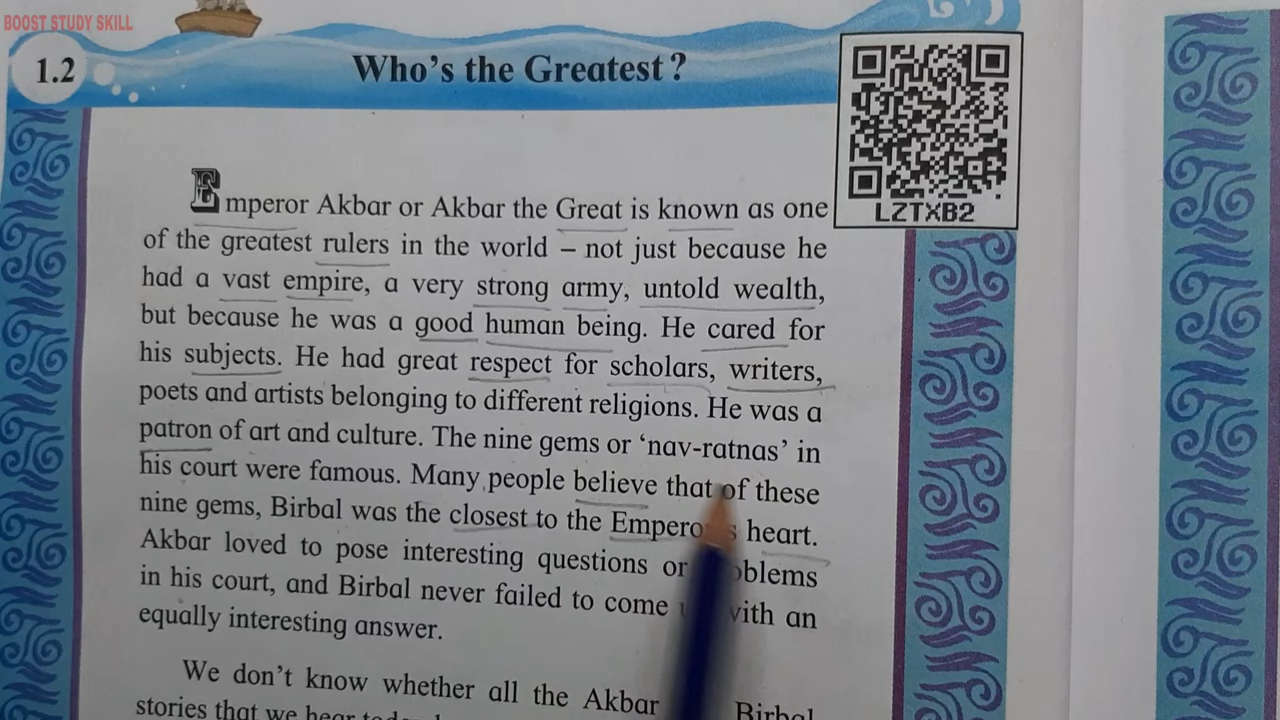 BOOST STUDY SKILL
1.2
Who's the Greatest ?
LZTXB2
Emperor Akbar or Akbar the Great is known as one
of the greatest rulers in the world – not just because he
had a vast empire, a very strong army, untold wealth,
but because he was a good human being. He cared for
his subjects. He had great respect for scholars, writers,
poets and artists belonging to different religions. He was a
patron of art and culture. The nine gems or ‘nav-ratnas’ in
his court were famous. Many people believe that of these
nine gems, Birbal was the closest to the heart.
Akbar loved to pose interesting questions or
in his court, and Birbal never failed to come with an
equally interesting answer.
We don't know whether all the Akbar Birbal
stories that we hear